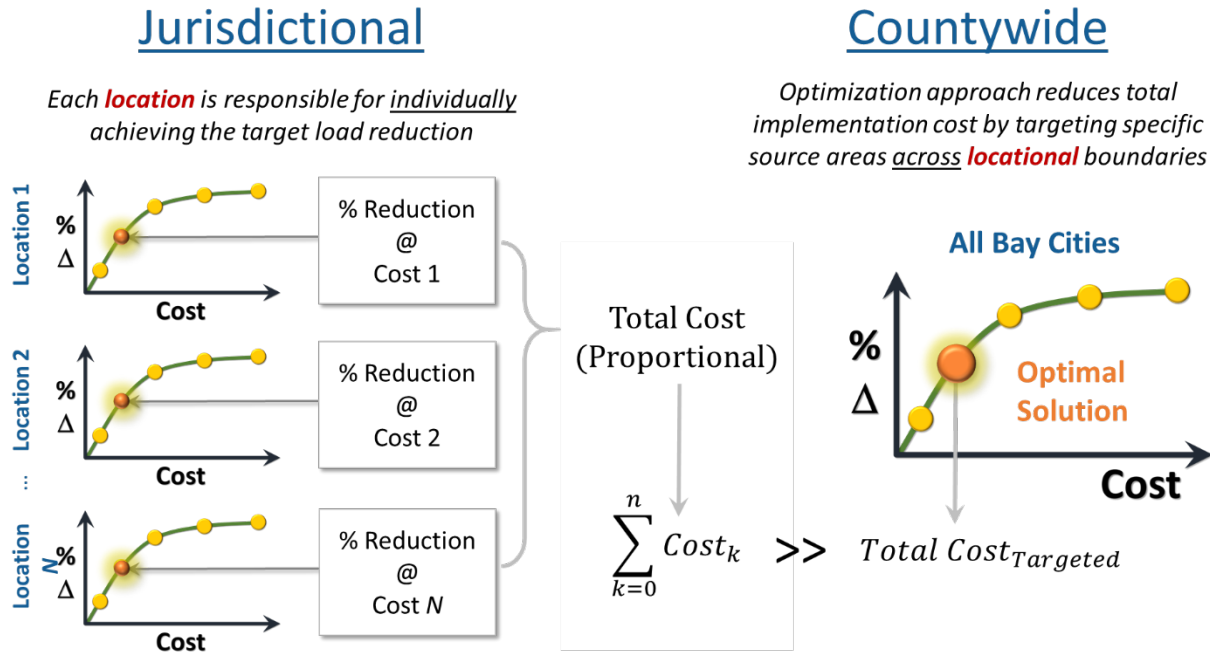 Jurisdictional
Each location is responsible for individually
achieving the target load reduction
Location 1
%
Δ
Cost
% Reduction
@
Cost 1
Location 2
%
Δ
Cost
% Reduction
@
Cost 2
...
Location
N
%
Δ
Cost
% Reduction
@
Cost N
Total Cost
(Proportional)
n
∑ Cost_k
k=0
>>
Countywide
Optimization approach reduces total
implementation cost by targeting specific
source areas across locational boundaries
All Bay Cities
%
Δ
Optimal
Solution
Cost
Total Cost_Targeted